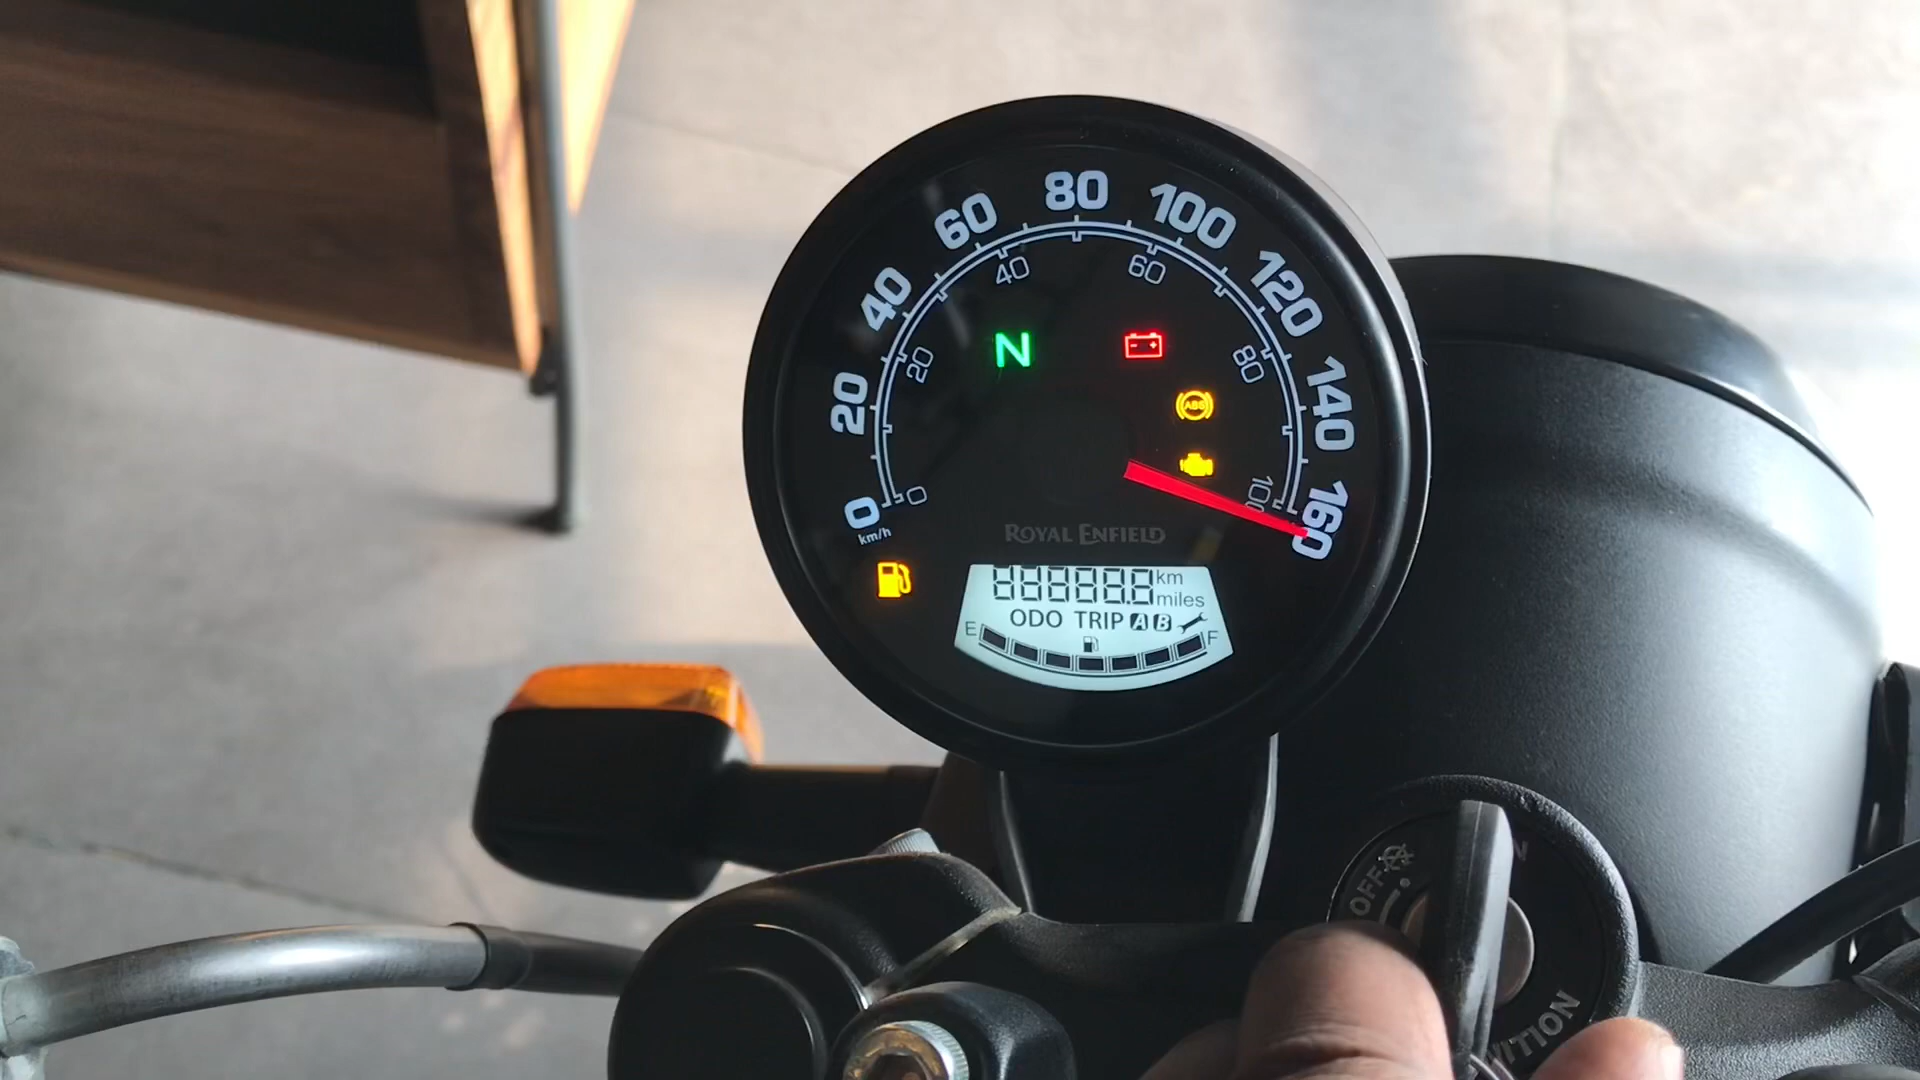 0 20 40 60 80 100 120 140 160
km/h
0 20 40 60 80 100
N
ABS
ROYAL ENFIELD
888888 km
miles
ODO TRIP A B
E F
OFF